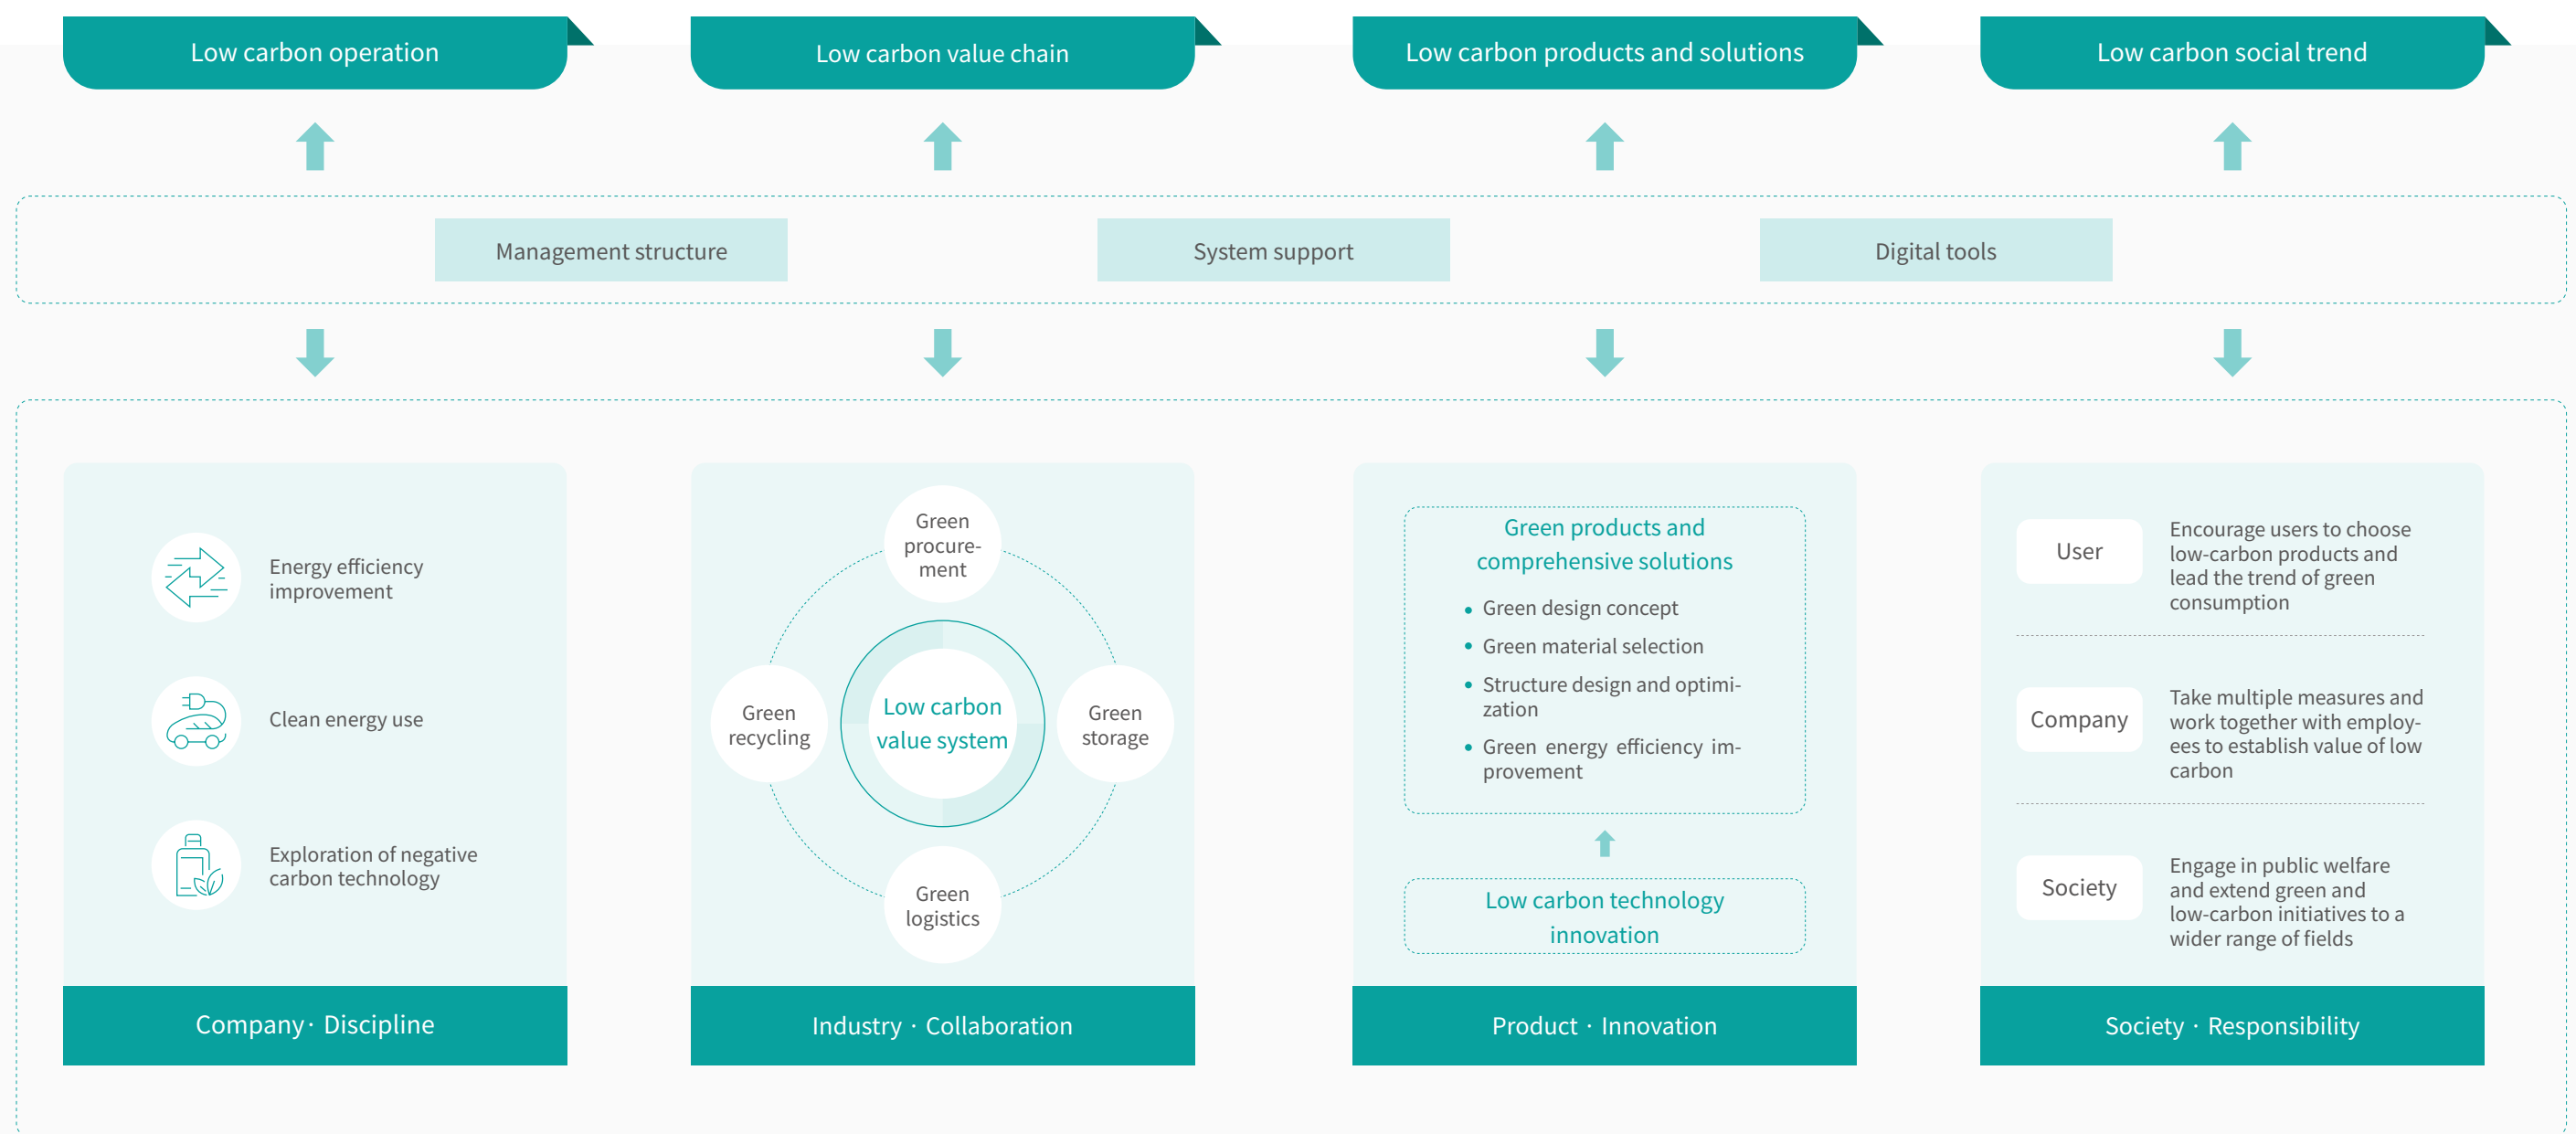 Low carbon operation
Low carbon value chain
Low carbon products and solutions
Low carbon social trend
Management structure
System support
Digital tools
Energy efficiency
improvement
Clean energy use
Exploration of negative
carbon technology
Company · Discipline
Green
procure-
ment
Green
recycling
Low carbon
value system
Green
storage
Green
logistics
Industry · Collaboration
Green products and
comprehensive solutions
• Green design concept
• Green material selection
• Structure design and optimi-
zation
• Green energy efficiency im-
provement
Low carbon technology
innovation
Product · Innovation
User
Encourage users to choose
low-carbon products and
lead the trend of green
consumption
Company
Take multiple measures and
work together with employ-
ees to establish value of low
carbon
Society
Engage in public welfare
and extend green and
low-carbon initiatives to a
wider range of fields
Society · Responsibility